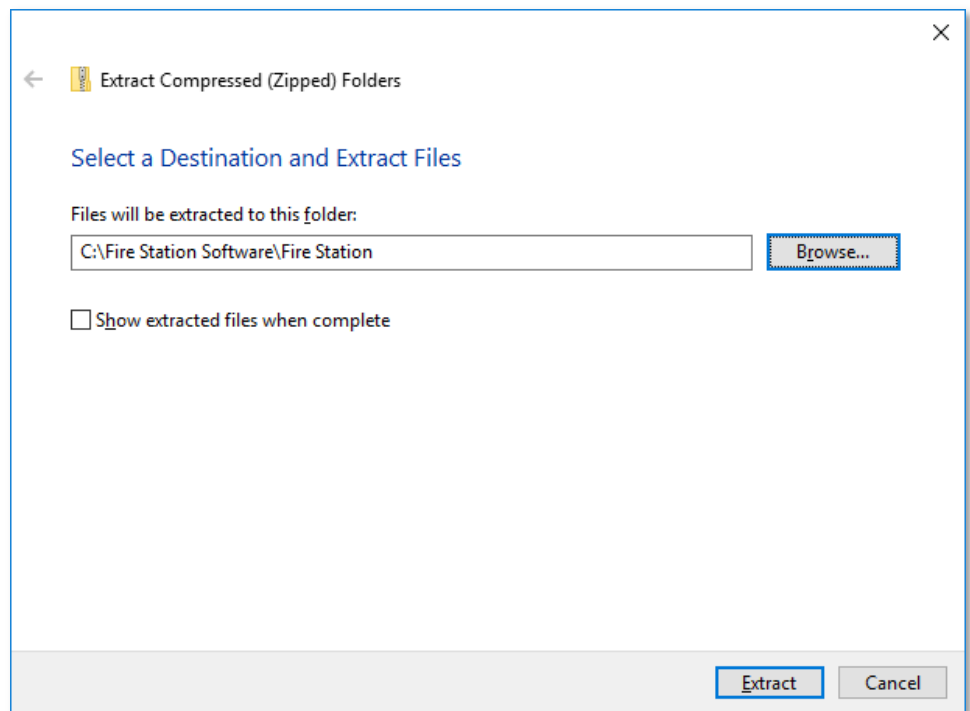 Extract Compressed (Zipped) Folders
Select a Destination and Extract Files
Files will be extracted to this folder:
C:\Fire Station Software\Fire Station
Browse...
Show extracted files when complete
Extract
Cancel